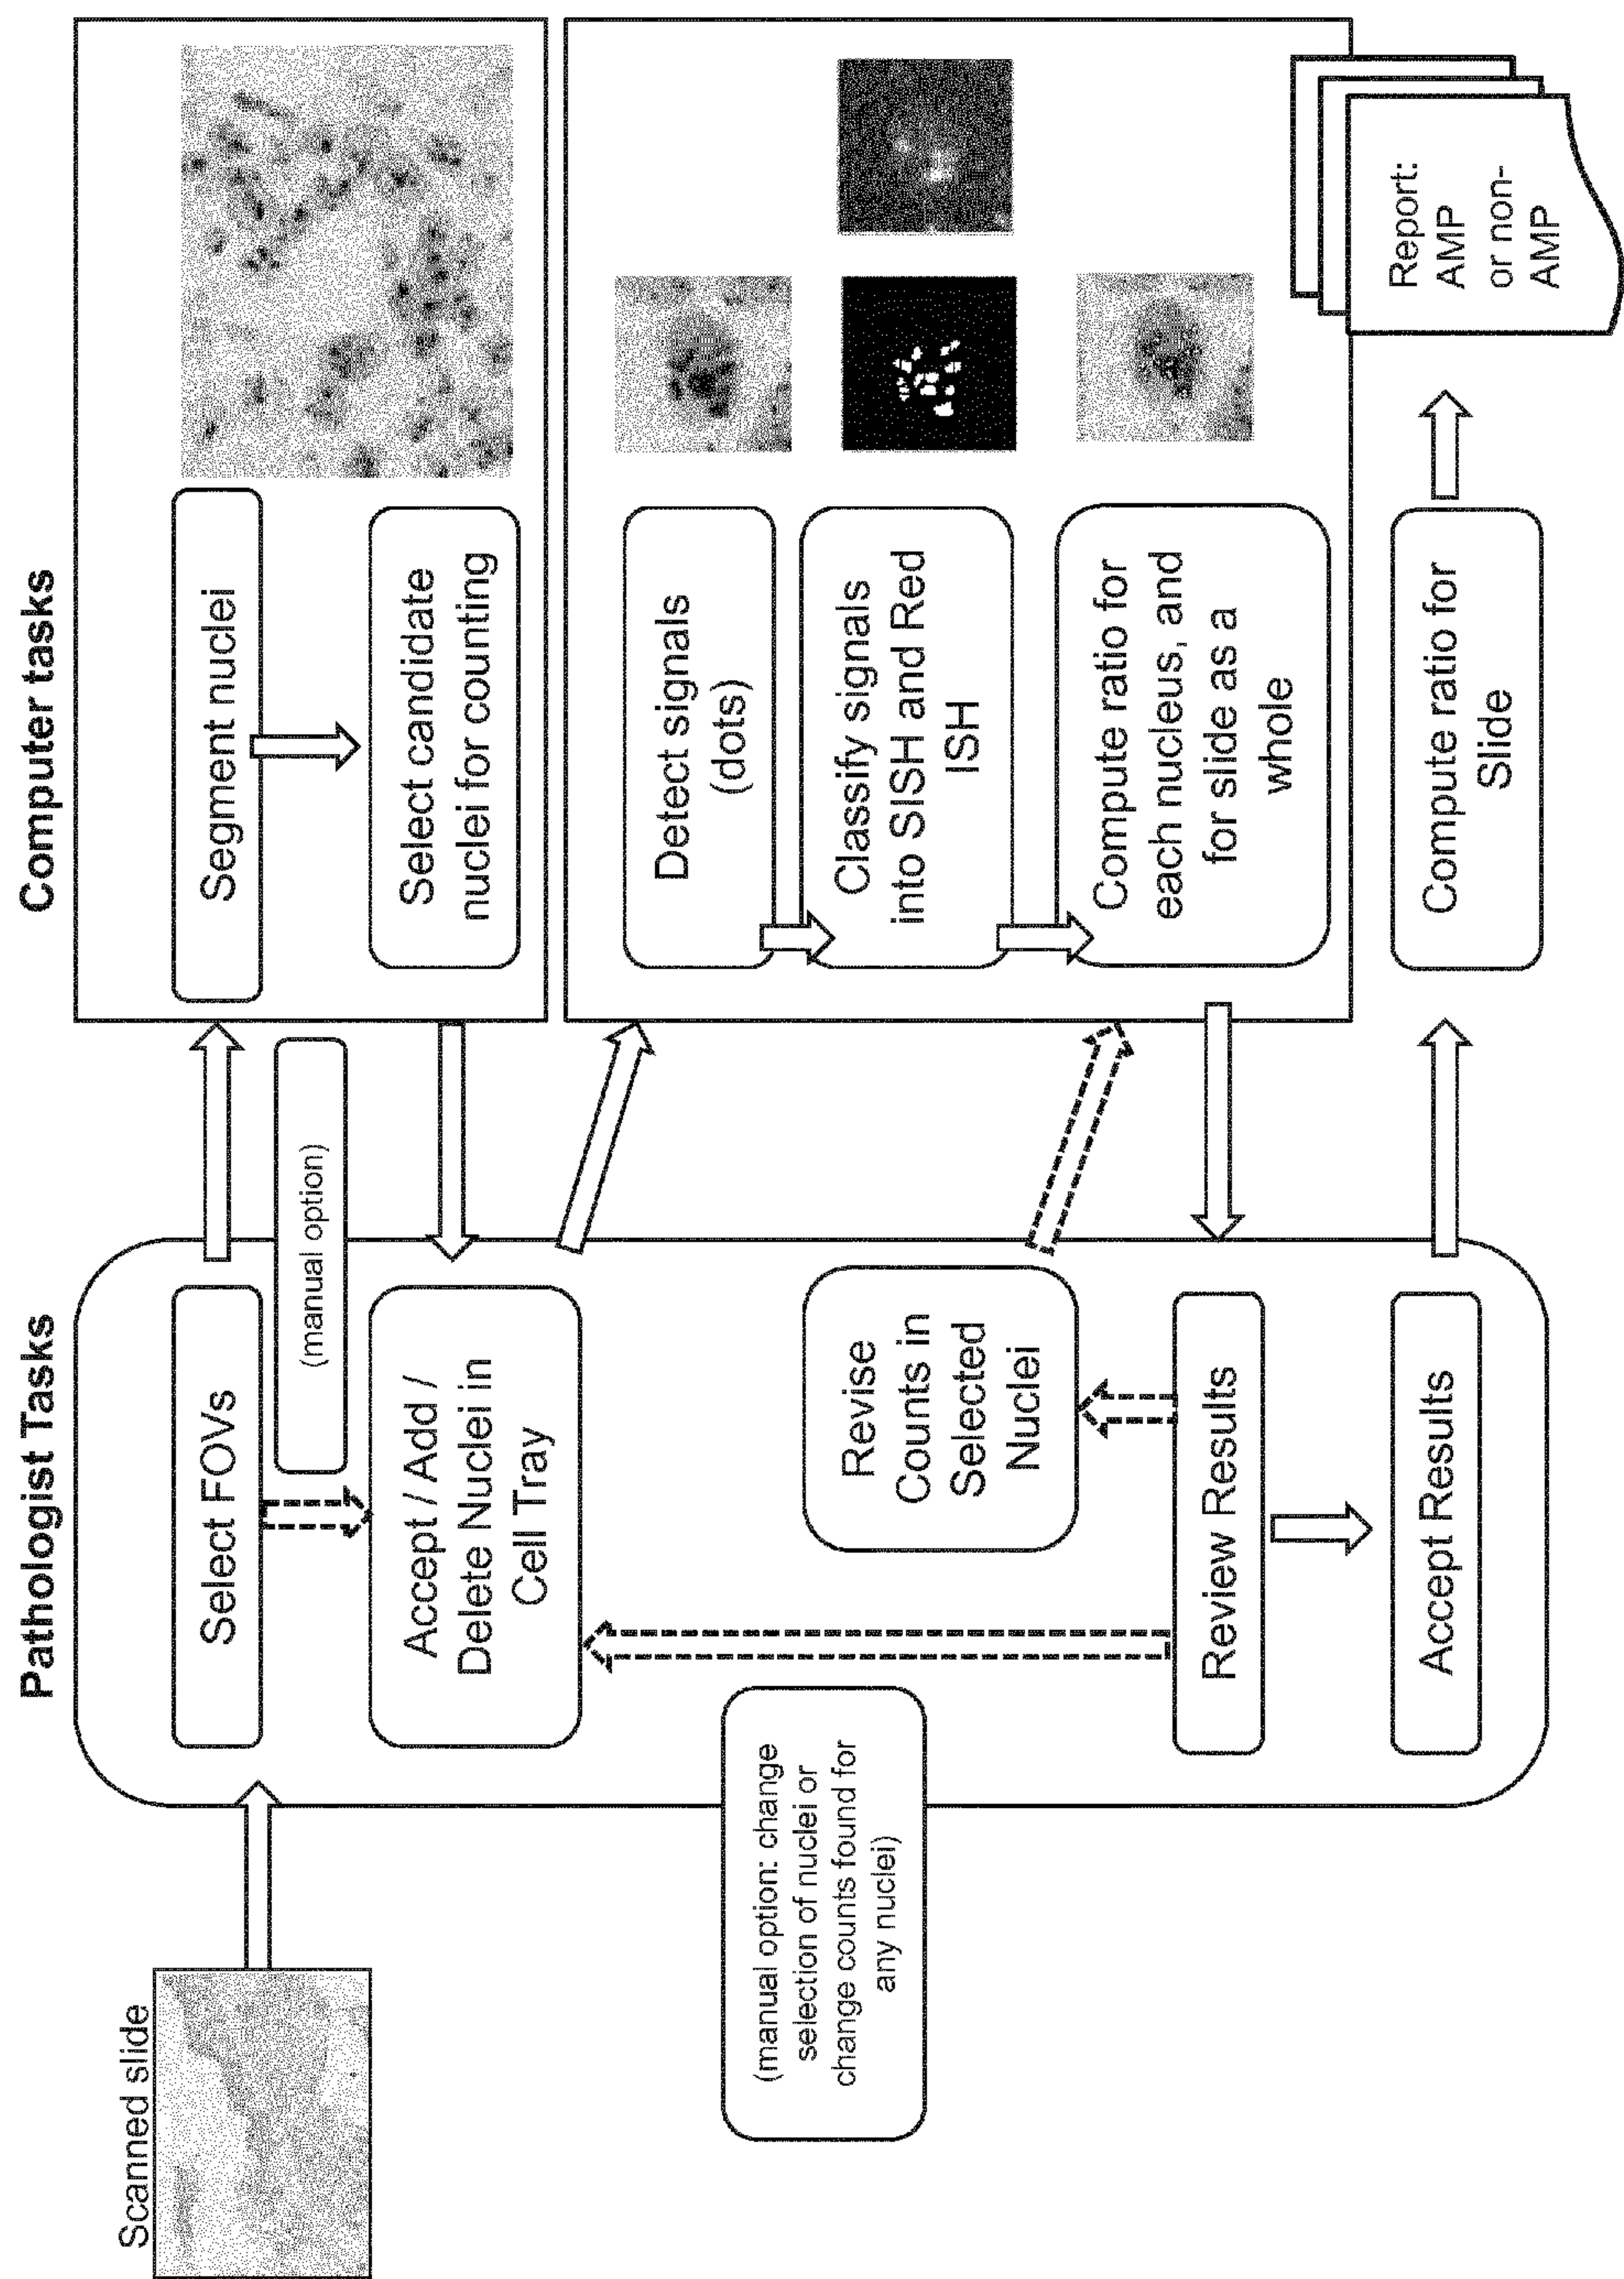 Pathologist Tasks
Computer tasks
Scanned slide
Select FOVs
(manual option)
Segment nuclei
Select candidate
nuclei for counting
Accept / Add /
Delete Nuclei in
Cell Tray
Detect signals
(dots)
Classify signals
into SISH and Red
ISH
(manual option: change
selection of nuclei or
change counts found for
any nuclei)
Revise
Counts in
Selected
Nuclei
Compute ratio for
each nucleus, and
for slide as a
whole
Review Results
Accept Results
Compute ratio for
Slide
Report:
AMP
or non-
AMP